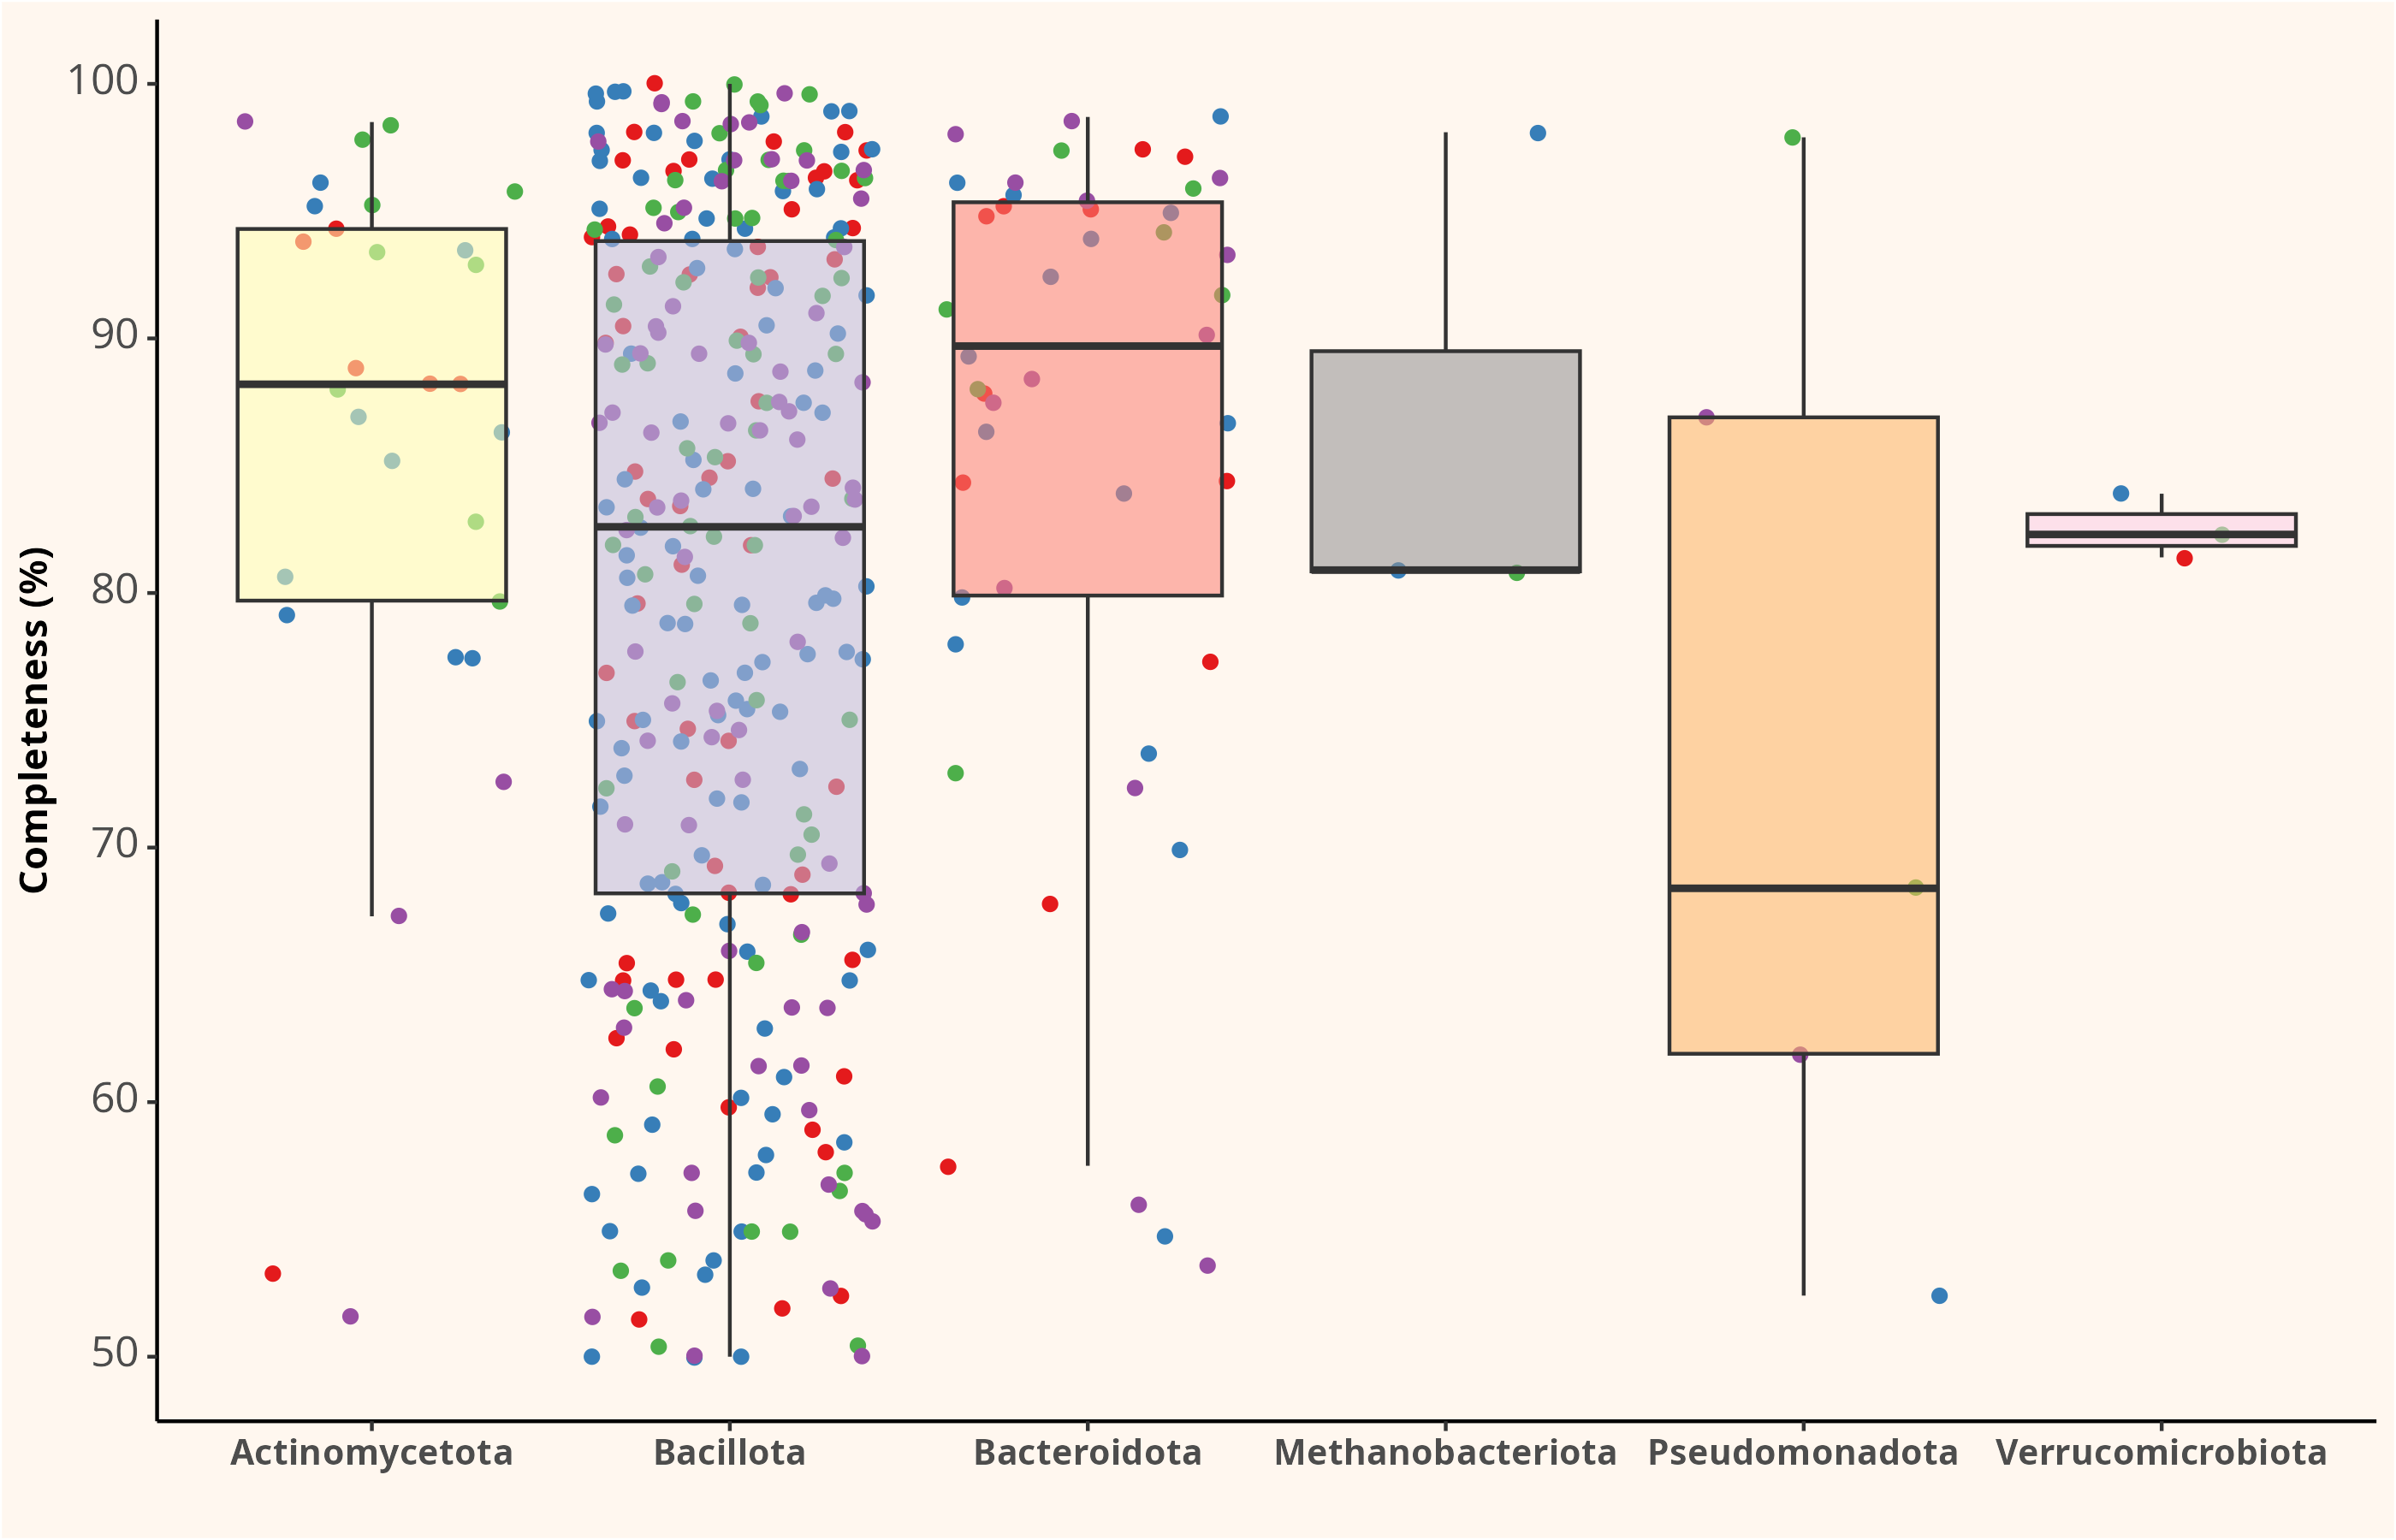 Completeness (%)
100
90
80
70
60
50
Actinomycetota
Bacillota
Bacteroidota
Methanobacteriota
Pseudomonadota
Verrucomicrobiota